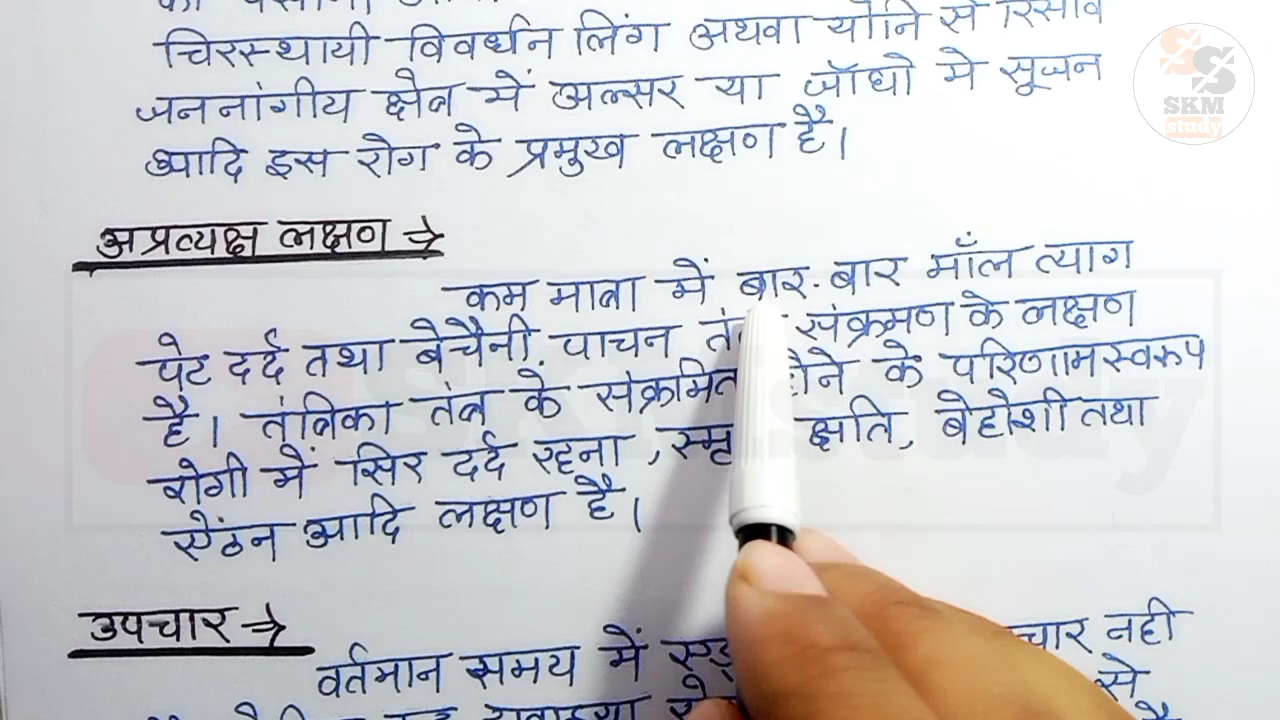 चिरस्थायी विवर्धन लिंग अथवा योनि से रिसाव
जननांगीय क्षेत्र में अल्सर या जाँघो मे सूजन
आदि इस रोग के प्रमुख लक्षण है।
SKM
study
अप्रत्यक्ष लक्षण →
कम मात्रा में बार-बार माँल त्याग
पेट दर्द तथा बेचैनी, पाचन संक्रमण के लक्षण
है। तंत्रिका तंत्र के संक्रमित के परिणामस्वरुप
रोगी में सिर दर्द रहना, क्षति, बेहोशी तथा
ऐंठन आदि लक्षण है।
उपचार →
वर्तमान समय में नही
से